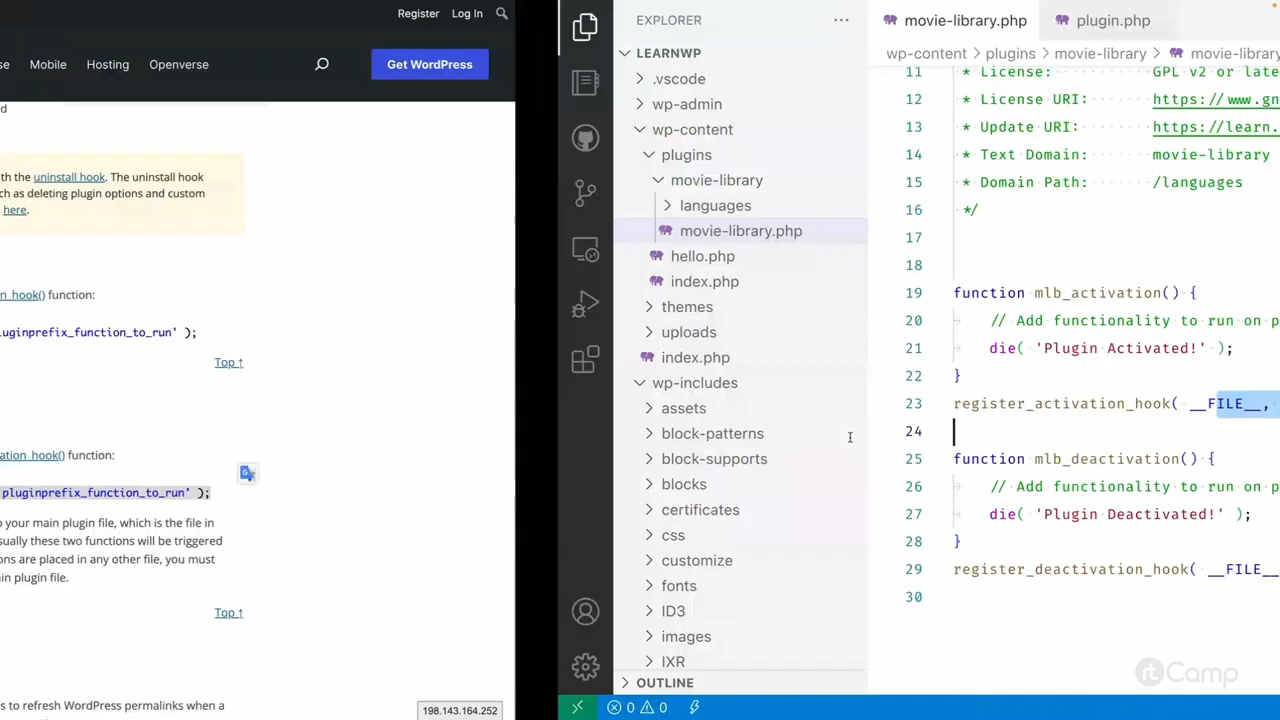 Register Log In
se Mobile Hosting Openverse Get WordPress
d
th the uninstall hook. The uninstall hook
ch as deleting plugin options and custom
here.
n_hook() function:
luginprefix_function_to_run' );
Top ↑
ation_hook() function:
pluginprefix_function_to_run' );
o your main plugin file, which is the file in
sually these two functions will be triggered
ons are placed in any other file, you must
in plugin file.
Top ↑
s to refresh WordPress permalinks when a
198.143.164.252
EXPLORER ···
LEARNWP
.vscode
wp-admin
wp-content
plugins
movie-library
languages
movie-library.php
hello.php
index.php
themes
uploads
index.php
wp-includes
assets
block-patterns
block-supports
blocks
certificates
css
customize
fonts
ID3
images
IXR
OUTLINE
0 0
movie-library.php plugin.php
wp-content > plugins > movie-library > movie-library
11 * License: GPL v2 or late
12 * License URI: https://www.gn
13 * Update URI: https://learn.
14 * Text Domain: movie-library
15 * Domain Path: /languages
16 */
17
18
19 function mlb_activation() {
20 // Add functionality to run on p
21 die( 'Plugin Activated!' );
22 }
23 register_activation_hook( __FILE__,
24
25 function mlb_deactivation() {
26 // Add functionality to run on p
27 die( 'Plugin Deactivated!' );
28 }
29 register_deactivation_hook( __FILE__
30
rtCamp